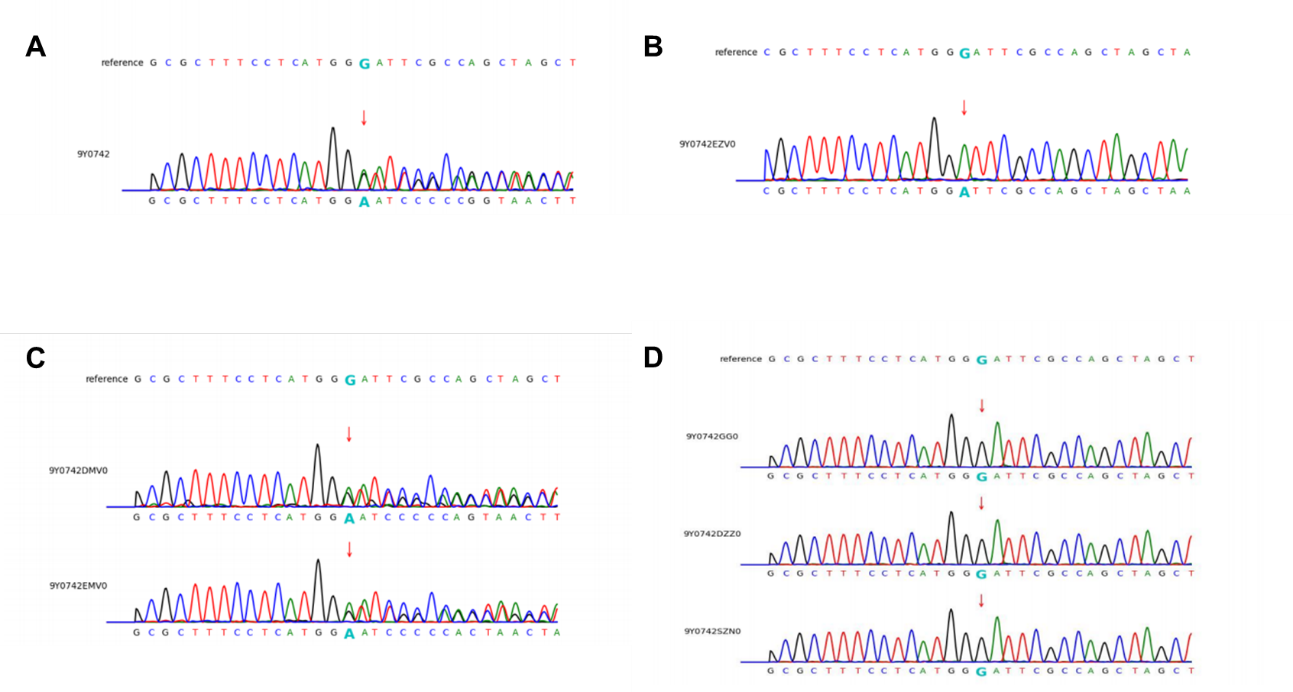 A
reference G C G C T T T C C T C A T G G G A T T C G C C A G C T A G C T
9Y0742
G C G C T T T C C T C A T G G A A T C C C C C G G T A A C T T
B
reference C G C T T T C C T C A T G G G A T T C G C C A G C T A G C T A
9Y0742EZV0
C G C T T T C C T C A T G G A T T C G C C A G C T A G C T A A
C
reference G C G C T T T C C T C A T G G G A T T C G C C A G C T A G C T
9Y0742DMV0
G C G C T T T C C T C A T G G A A T C C C C C A G T A A C T T
9Y0742EMV0
G C G C T T T C C T C A T G G A A T C C C C C A C T A A C T A
D
reference G C G C T T T C C T C A T G G G A T T C G C C A G C T A G C T
9Y0742GG0
G C G C T T T C C T C A T G G G A T T C G C C A G C T A G C T
9Y0742DZZ0
G C G C T T T C C T C A T G G G A T T C G C C A G C T A G C T
9Y0742SZN0
G C G C T T T C C T C A T G G G A T T C G C C A G C T A G C T